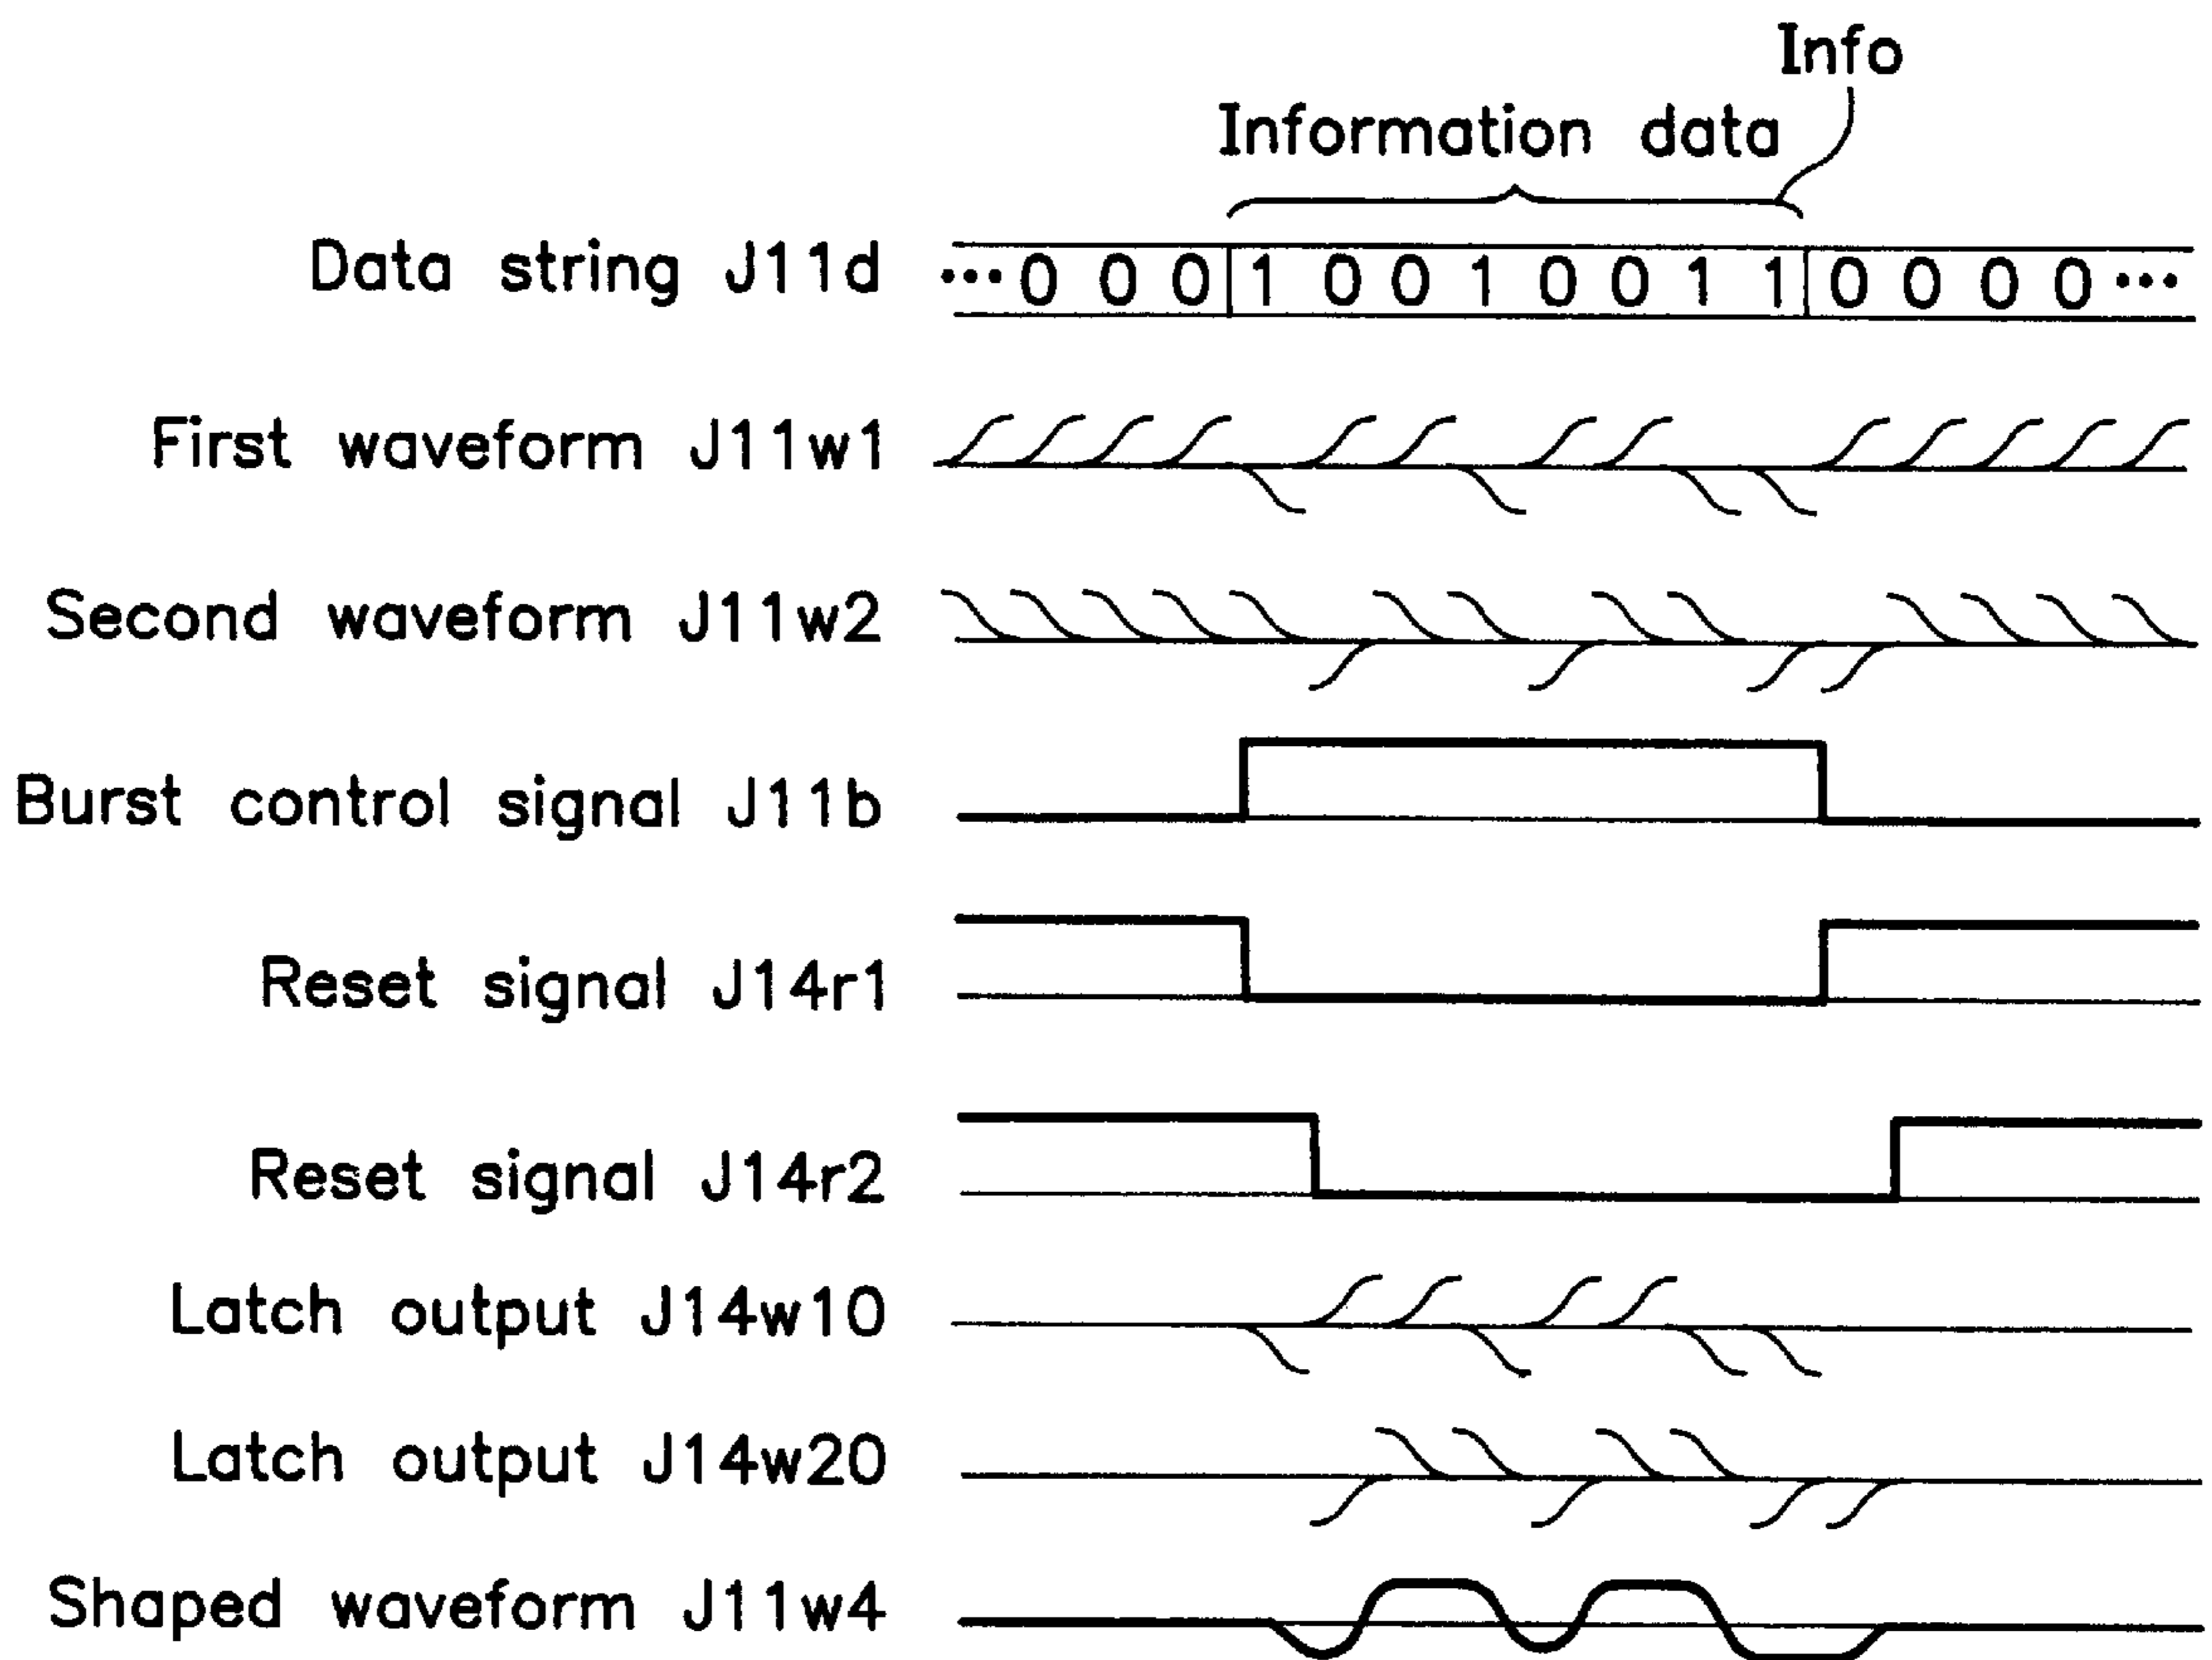 Info
Information data
Data string J11d ...0 0 0 1 0 0 1 0 0 1 1 0 0 0 0...
First waveform J11w1
Second waveform J11w2
Burst control signal J11b
Reset signal J14r1
Reset signal J14r2
Latch output J14w10
Latch output J14w20
Shaped waveform J11w4